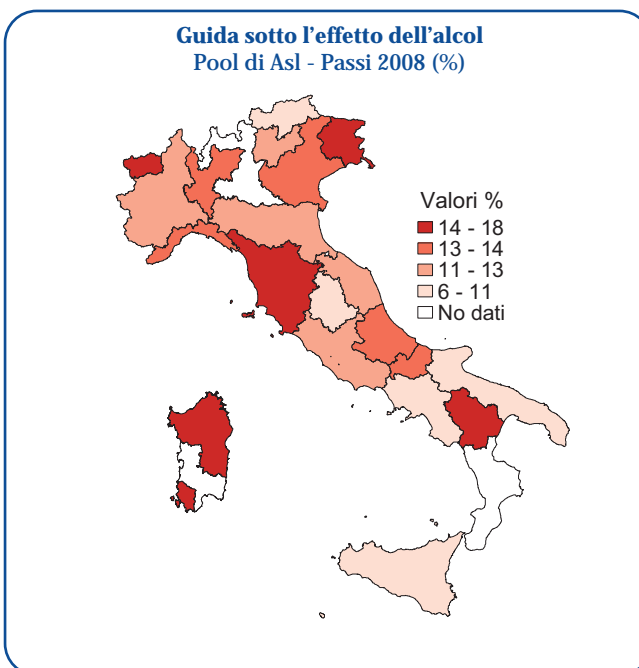 Guida sotto l'effetto dell'alcol
Pool di Asl - Passi 2008 (%)
Valori %
14 - 18
13 - 14
11 - 13
6 - 11
No dati